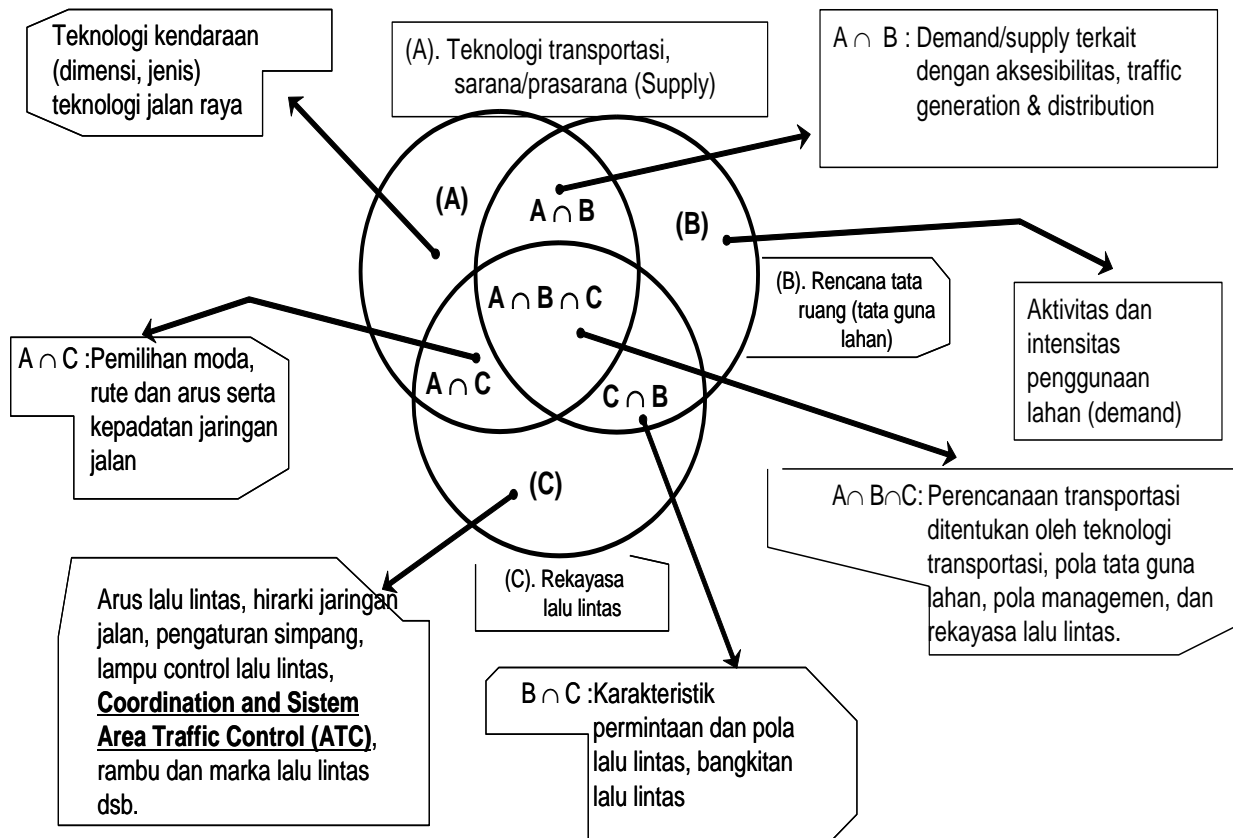 Teknologi kendaraan
(dimensi, jenis)
teknologi jalan raya
(A). Teknologi transportasi,
sarana/prasarana (Supply)
A ∩ B : Demand/supply terkait
dengan aksesibilitas, traffic
generation & distribution
(A)
A ∩ B
(B)
A ∩ B ∩ C
A ∩ C
C ∩ B
(C)
(B). Rencana tata
ruang (tata guna
lahan)
Aktivitas dan
intensitas
penggunaan
lahan (demand)
A ∩ C :Pemilihan moda,
rute dan arus serta
kepadatan jaringan
jalan
A∩ B∩C: Perencanaan transportasi
ditentukan oleh teknologi
transportasi, pola tata guna
lahan, pola managemen, dan
rekayasa lalu lintas.
(C). Rekayasa
lalu lintas
Arus lalu lintas, hirarki jaringan
jalan, pengaturan simpang,
lampu control lalu lintas,
Coordination and Sistem
Area Traffic Control (ATC),
rambu dan marka lalu lintas
dsb.
B ∩ C :Karakteristik
permintaan dan pola
lalu lintas, bangkitan
lalu lintas